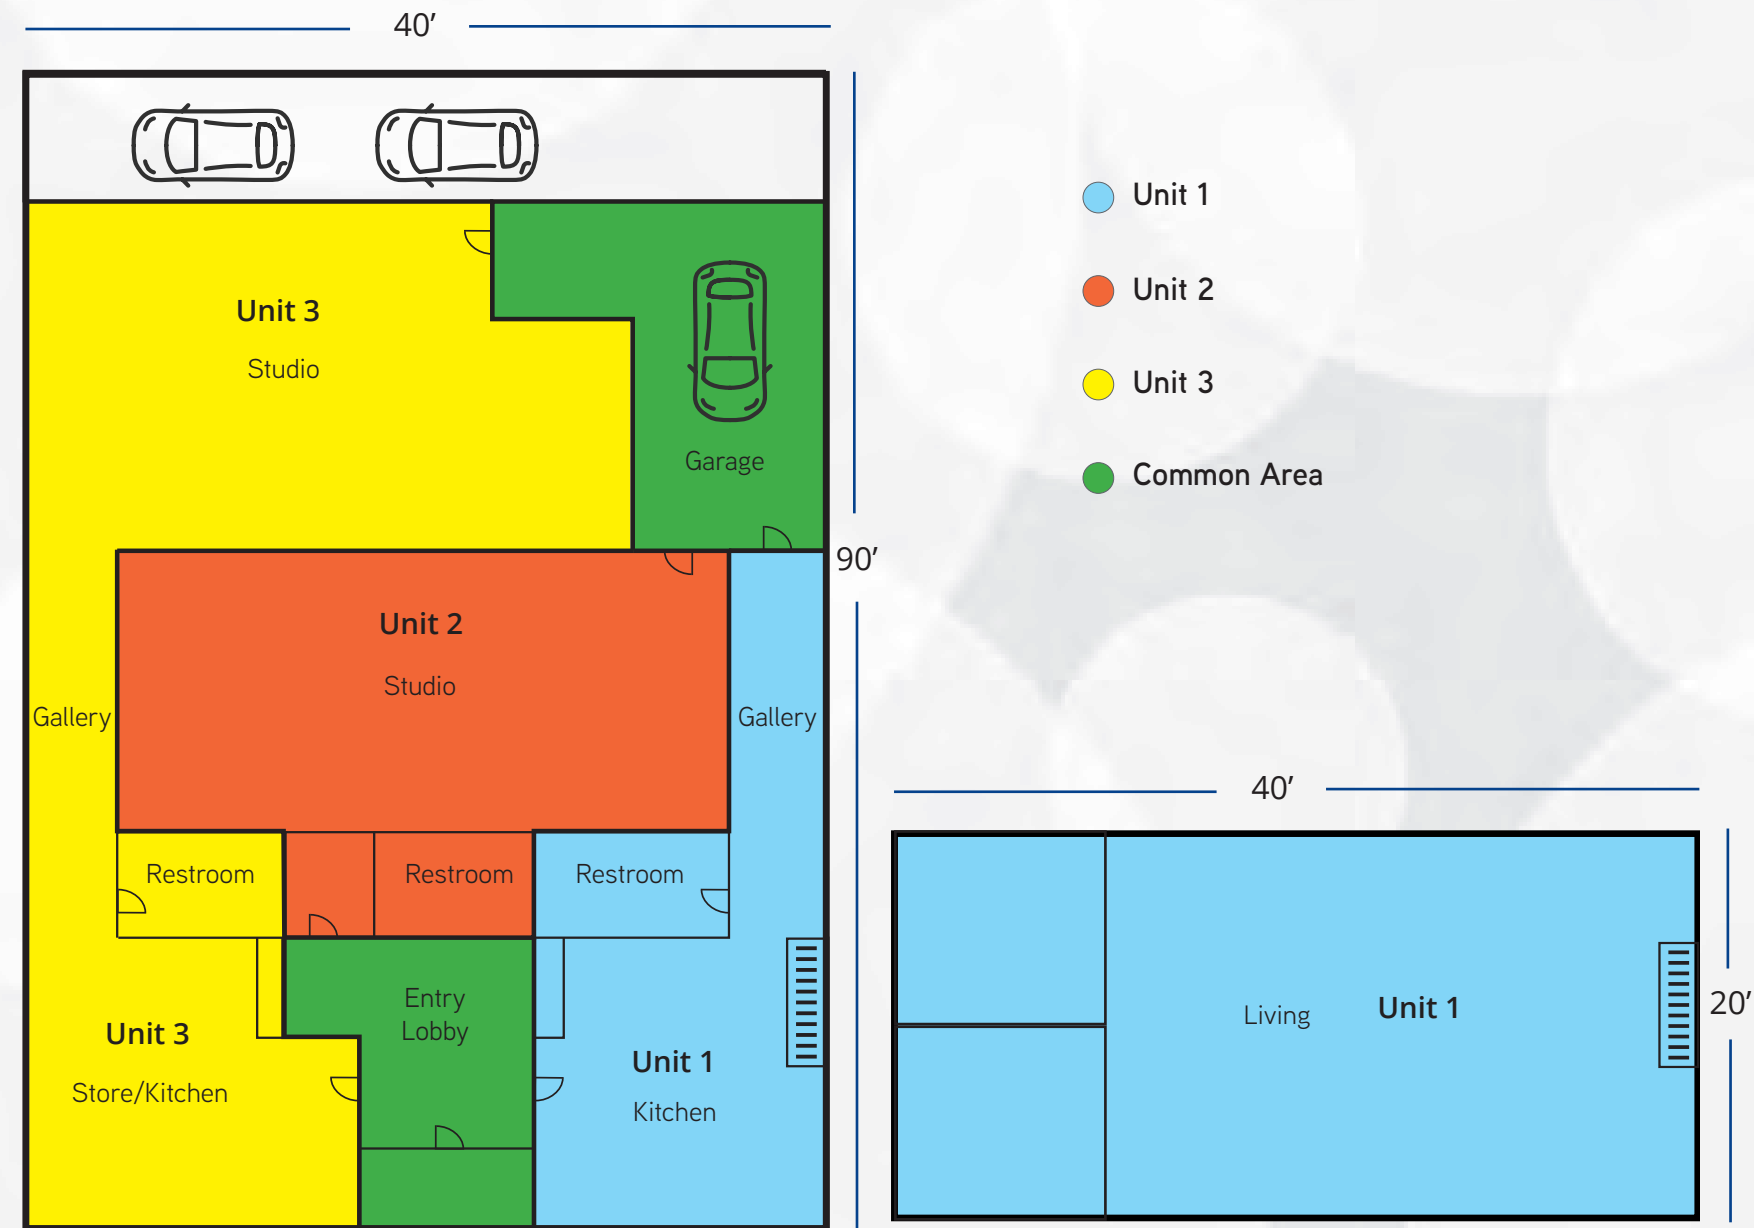 40’
Unit 1
Unit 2
Unit 3
Common Area
Unit 3
Studio
Garage
90’
Unit 2
Studio
Gallery
Gallery
Restroom
Restroom
Restroom
Entry
Lobby
Unit 3
Store/Kitchen
Unit 1
Kitchen
40’
Living
Unit 1
20’